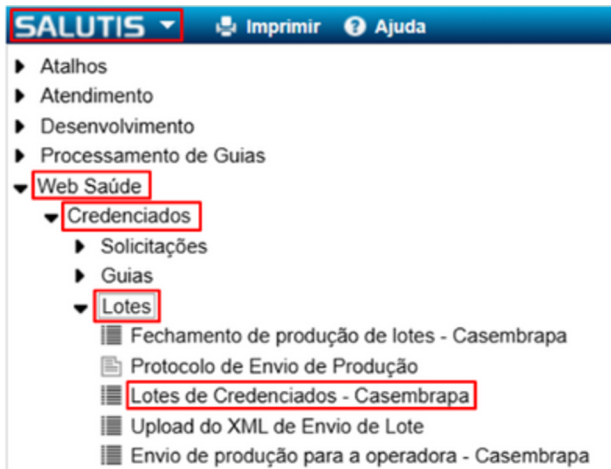 SALUTIS Imprimir Ajuda
Atalhos
Atendimento
Desenvolvimento
Processamento de Guias
Web Saúde
Credenciados
Solicitações
Guias
Lotes
Fechamento de produção de lotes - Casembrapa
Protocolo de Envio de Produção
Lotes de Credenciados - Casembrapa
Upload do XML de Envio de Lote
Envio de produção para a operadora - Casembrapa